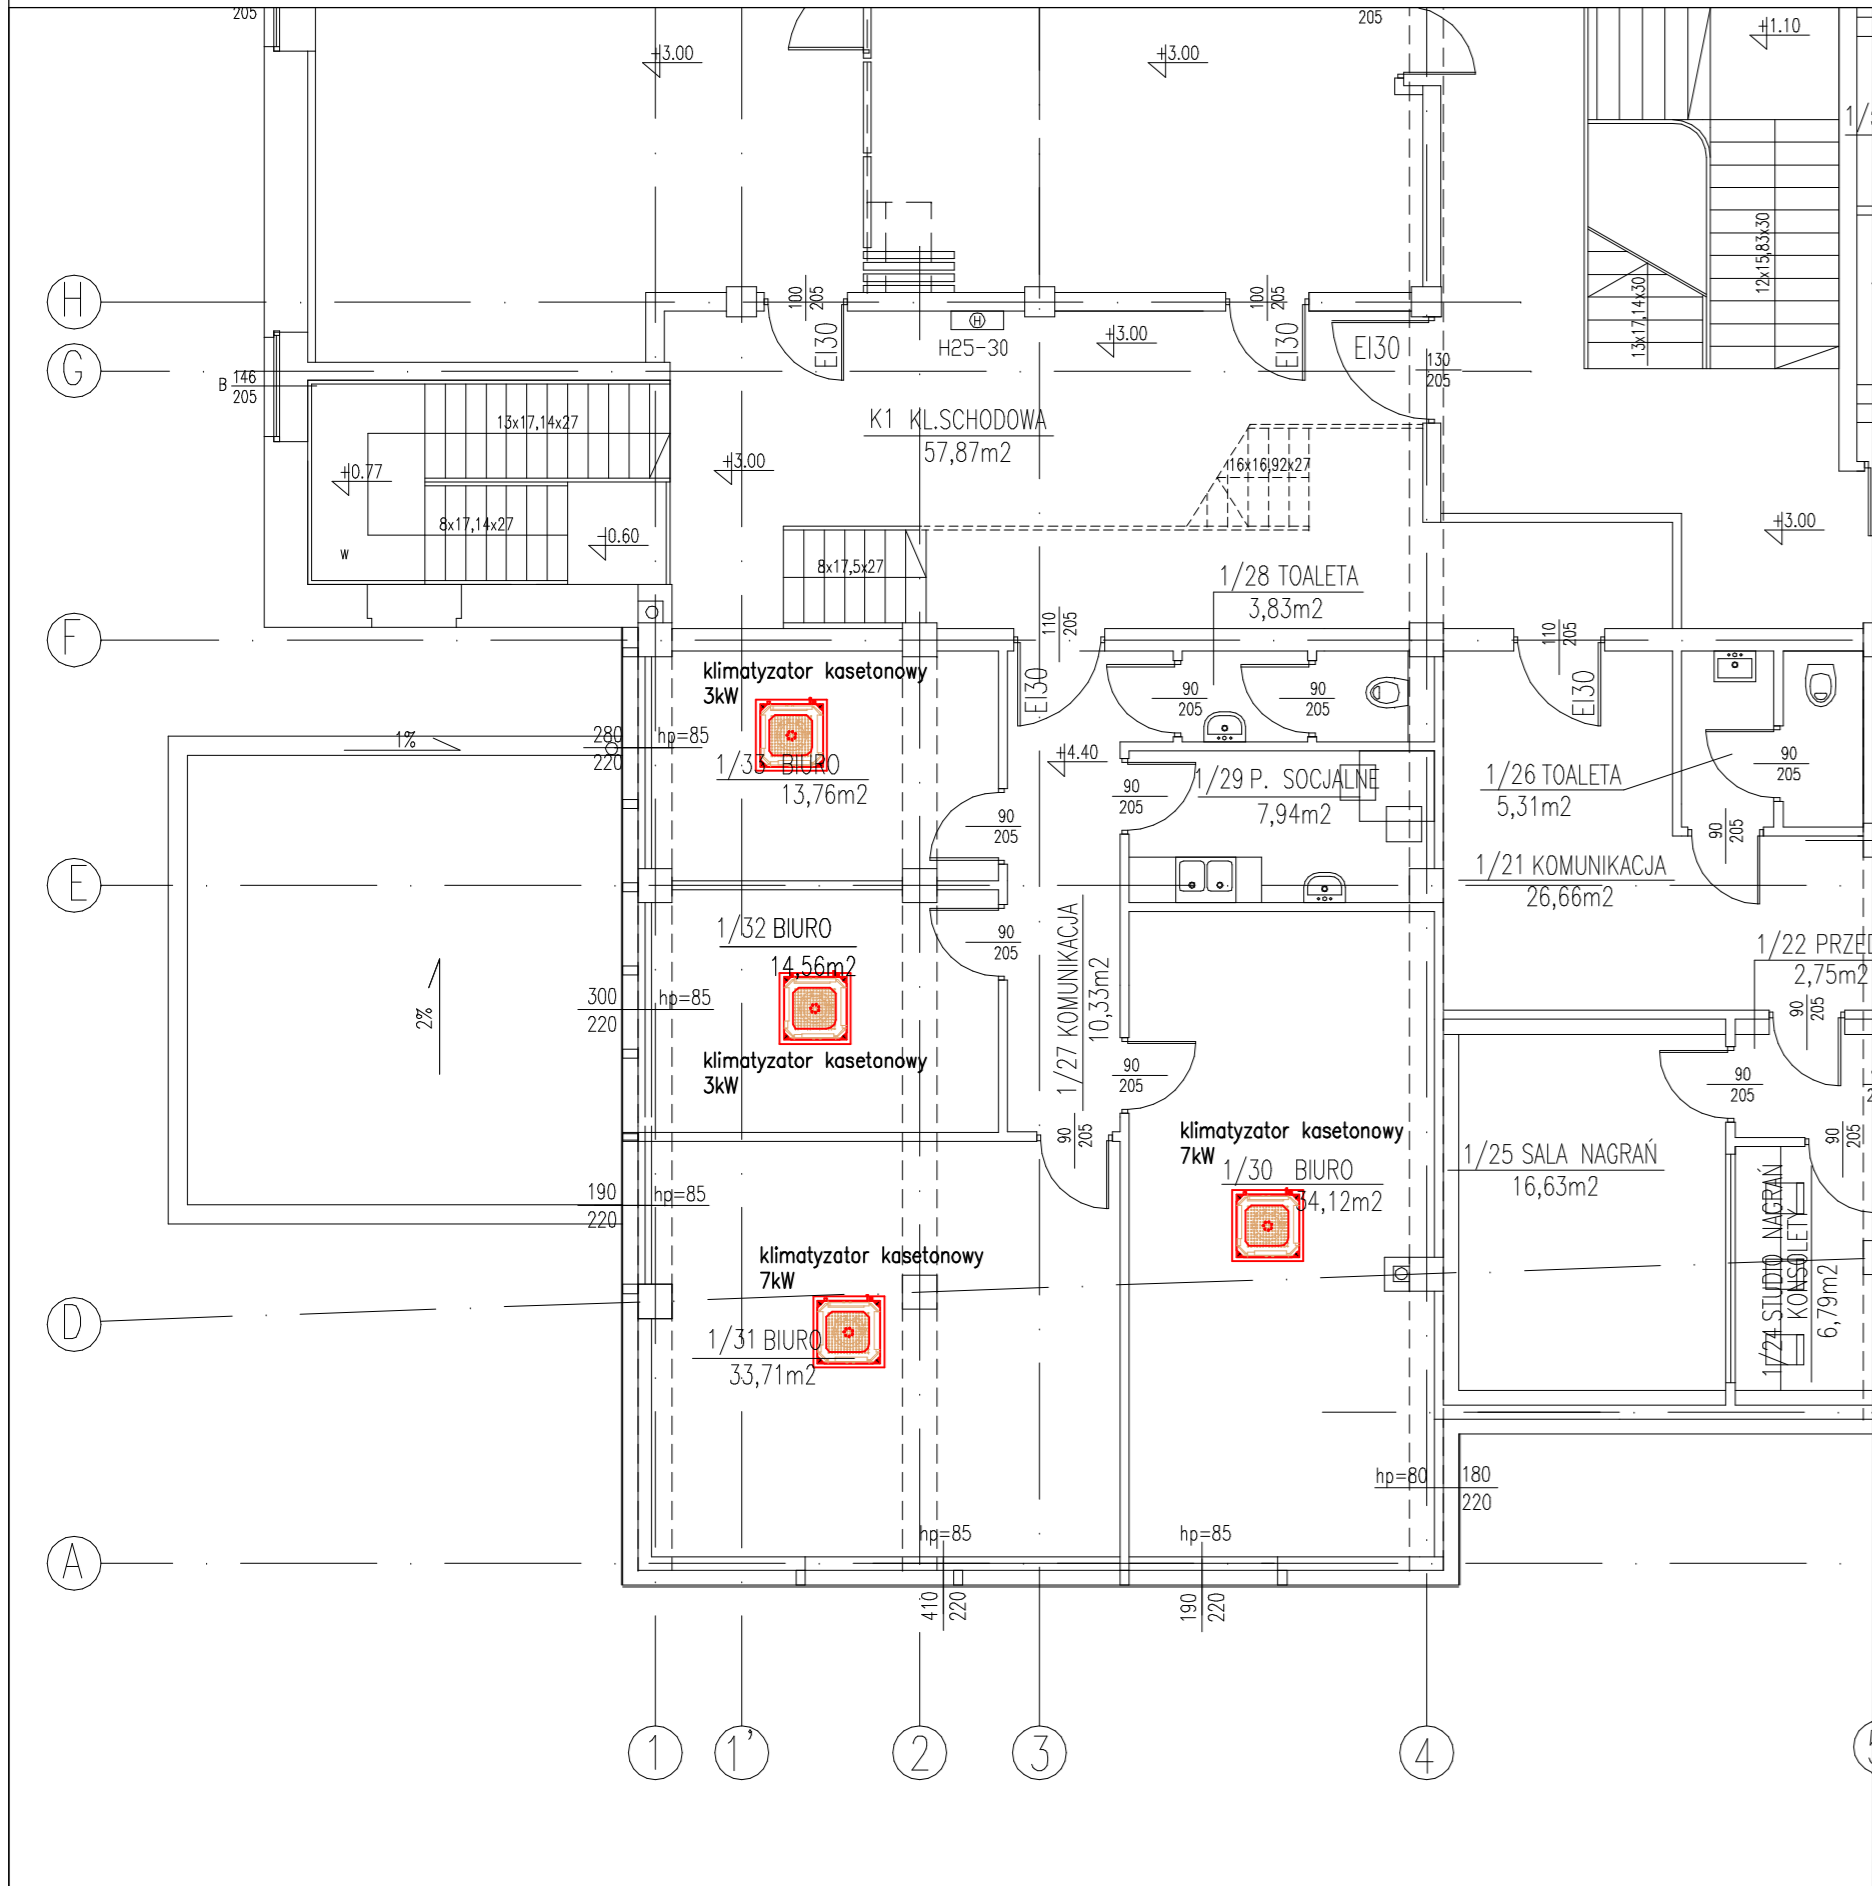 205
205
+3.00
+3.00
+1.10
H
100
205
100
205
EI30
EI30
EI30
H
H25-30
+3.00
130
205
13x17,14x30
12x15,83x30
G
B 146
205
13x17,14x27
K1 KL.SCHODOWA
57,87m2
+0.77
+3.00
16x16,92x27
8x17,14x27
-0.60
+3.00
w
8x17,5x27
1/28 TOALETA
3,83m2
110
205
110
205
F
klimatyzator kasetonowy
3kW
EI30
90
205
90
205
EI30
280
220
hp=85
1%
1/33 BIURO
13,76m2
+4.40
90
205
1/29 P. SOCJALNE
7,94m2
1/26 TOALETA
5,31m2
90
205
90
205
90
205
E
1/21 KOMUNIKACJA
26,66m2
1/32 BIURO
14,56m2
90
205
1/27 KOMUNIKACJA
10,33m2
1/22 PRZED
2,75m2
300
220
hp=85
2%
90
205
klimatyzator kasetonowy
3kW
90
205
90
205
90
205
klimatyzator kasetonowy
7kW
1/30 BIURO
34,12m2
1/25 SALA NAGRAŃ
16,63m2
90
205
190
220
hp=85
1/24 STUDIO NAGRAŃ
KONSOLETY
6,79m2
klimatyzator kasetonowy
7kW
D
1/31 BIURO
33,71m2
hp=80
180
220
hp=85
hp=85
A
410
220
190
220
1
1'
2
3
4
5